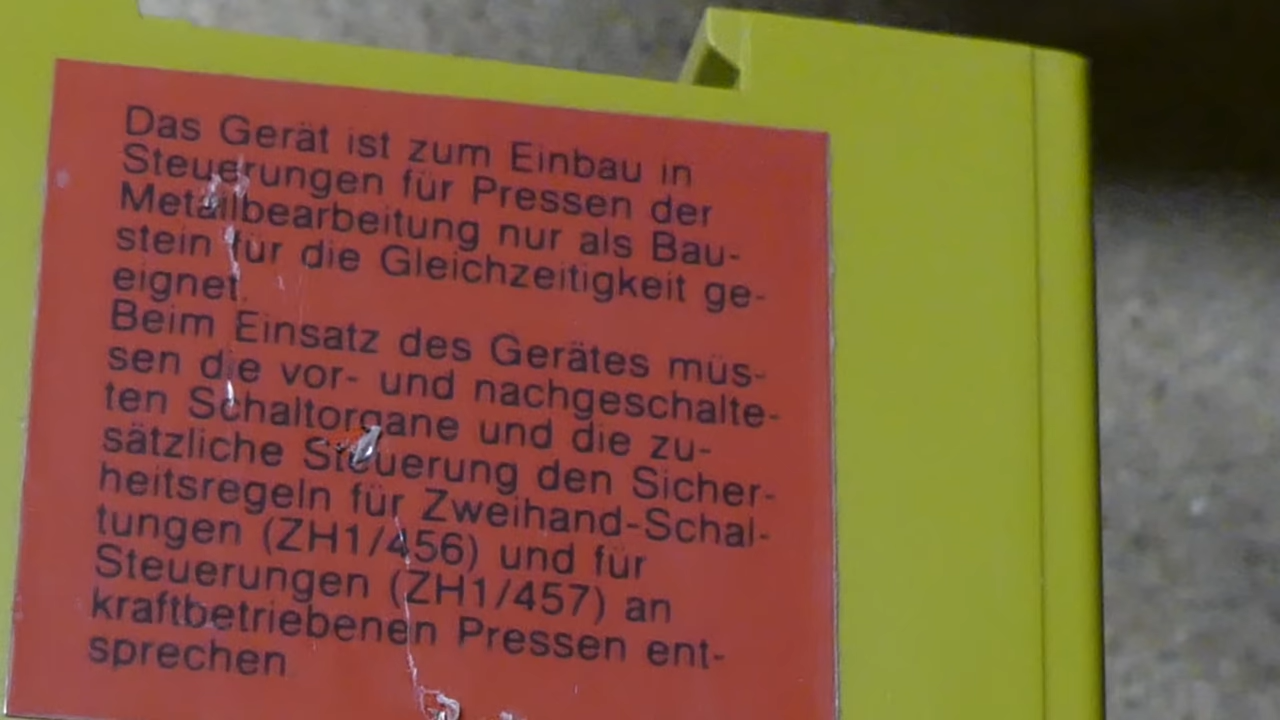 Das Gerät ist zum Einbau in
Steuerungen für Pressen der
Metallbearbeitung nur als Bau-
stein für die Gleichzeitigkeit ge-
eignet.
Beim Einsatz des Gerätes müs-
sen die vor- und nachgeschalte-
ten Schaltorgane und die zu-
sätzliche Steuerung den Sicher-
heitsregeln für Zweihand-Schal-
tungen (ZH1/456) und für
Steuerungen (ZH1/457) an
kraftbetriebenen Pressen ent-
sprechen